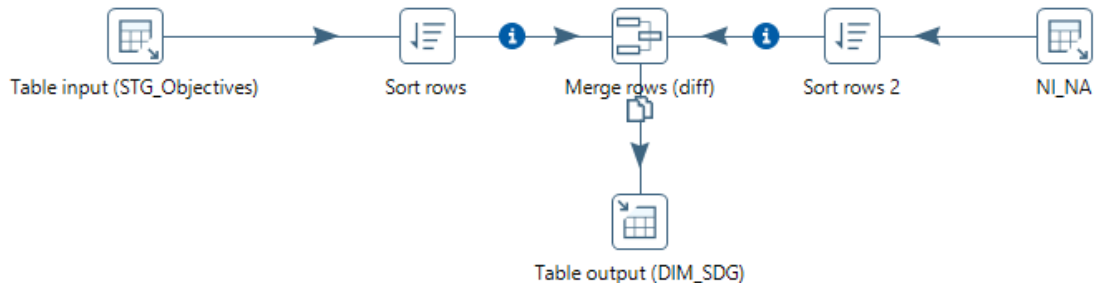 Table input (STG_Objectives)
Sort rows
Merge rows (diff)
Sort rows 2
NI_NA
Table output (DIM_SDG)